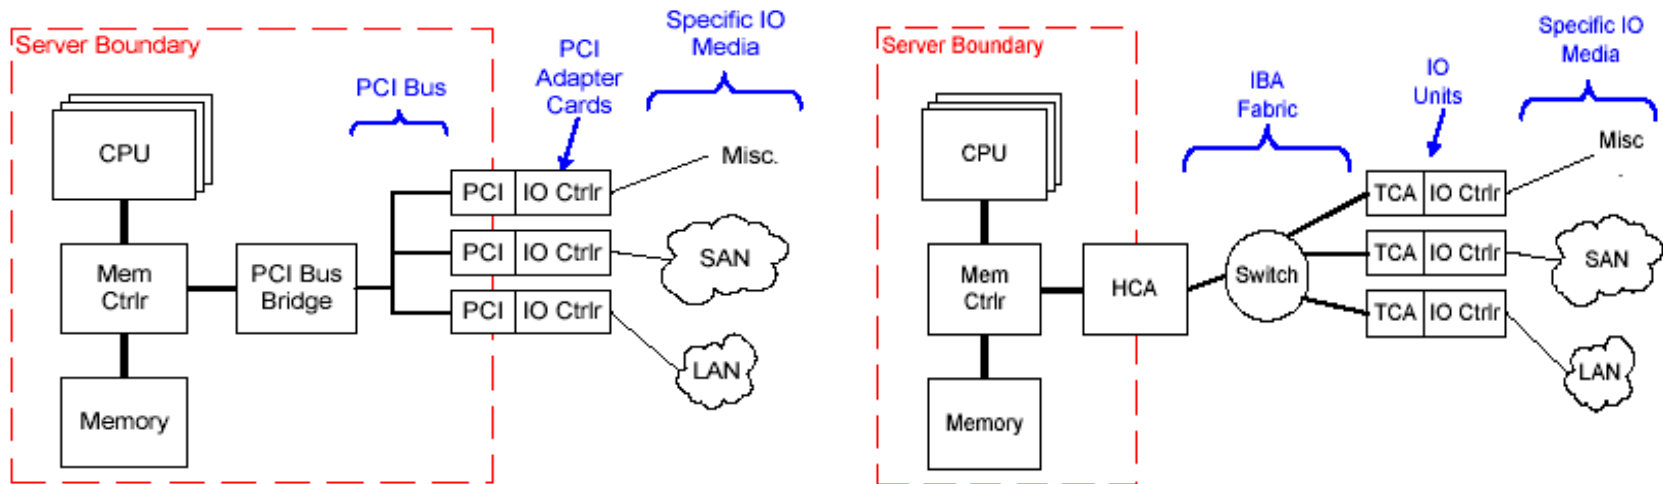 Server Boundary
PCI Bus
PCI
Adapter
Cards
Specific IO
Media
CPU
Mem
Ctrlr
Memory
PCI Bus
Bridge
PCI IO Ctrlr
PCI IO Ctrlr
PCI IO Ctrlr
Misc.
SAN
LAN
Server Boundary
IBA
Fabric
IO
Units
Specific IO
Media
CPU
Mem
Ctrlr
Memory
HCA
Switch
TCA IO Ctrlr
TCA IO Ctrlr
TCA IO Ctrlr
Misc
SAN
LAN